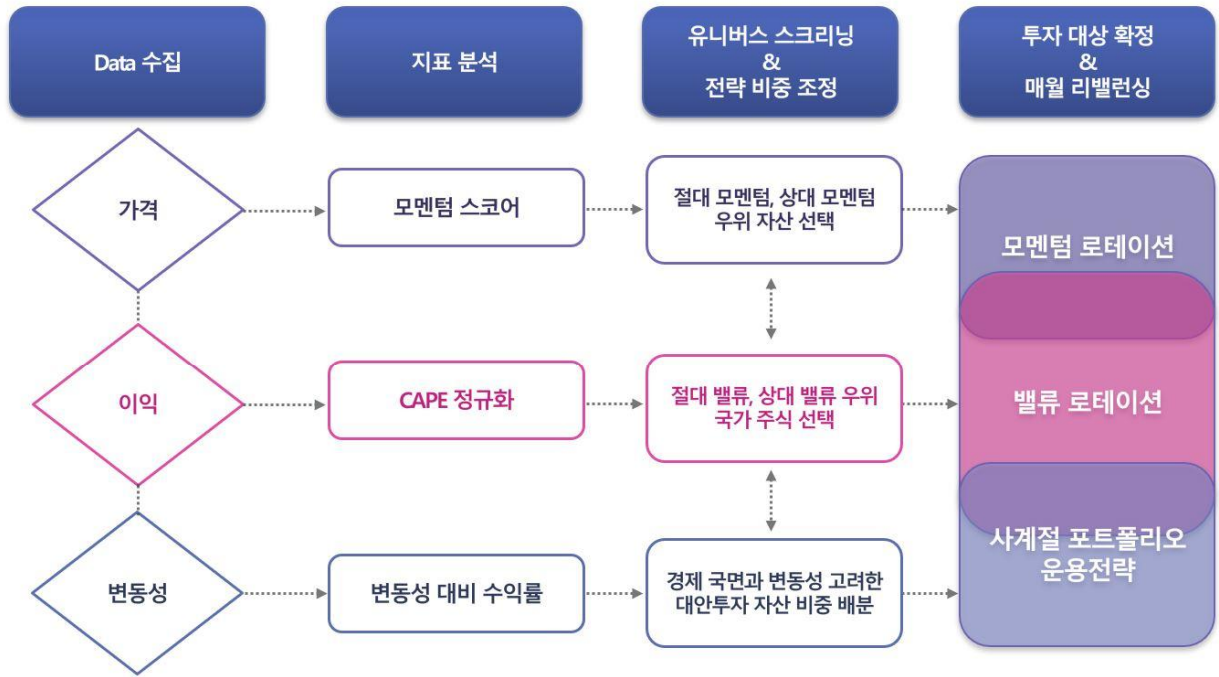 Data 수집
지표 분석
유니버스 스크리닝
&
전략 비중 조정
투자 대상 확정
&
매월 리밸런싱
가격
모멘텀 스코어
절대 모멘텀, 상대 모멘텀
우위 자산 선택
모멘텀 로테이션
이익
CAPE 정규화
절대 밸류, 상대 밸류 우위
국가 주식 선택
밸류 로테이션
변동성
변동성 대비 수익률
경제 국면과 변동성 고려한
대안투자 자산 비중 배분
사계절 포트폴리오
운용전략